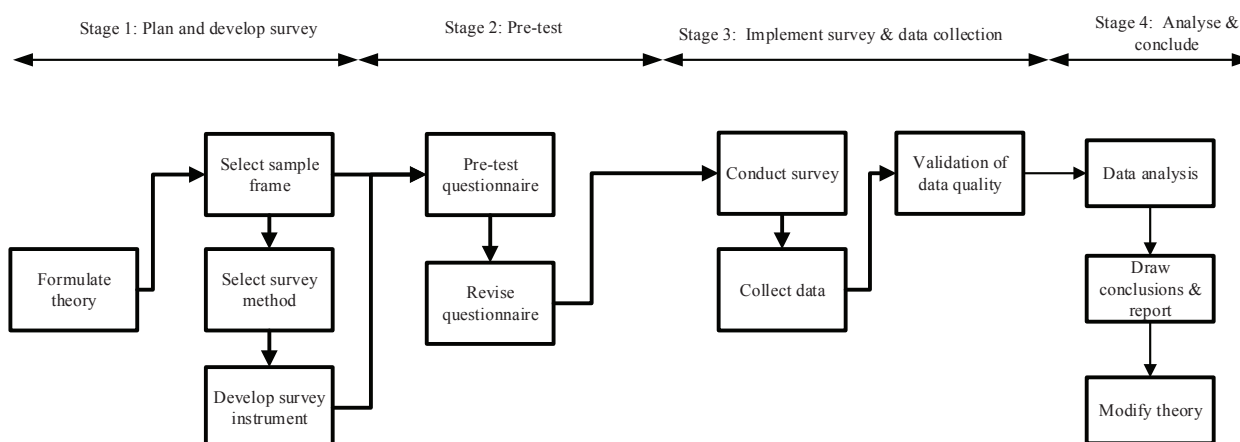 Stage 1: Plan and develop survey
Stage 2: Pre-test
Stage 3:  Implement survey & data collection
Stage 4:  Analyse &
conclude
Formulate
theory
Select sample
frame
Select survey
method
Develop survey
instrument
Pre-test
questionnaire
Revise
questionnaire
Conduct survey
Collect data
Validation of
data quality
Data analysis
Draw
conclusions &
report
Modify theory